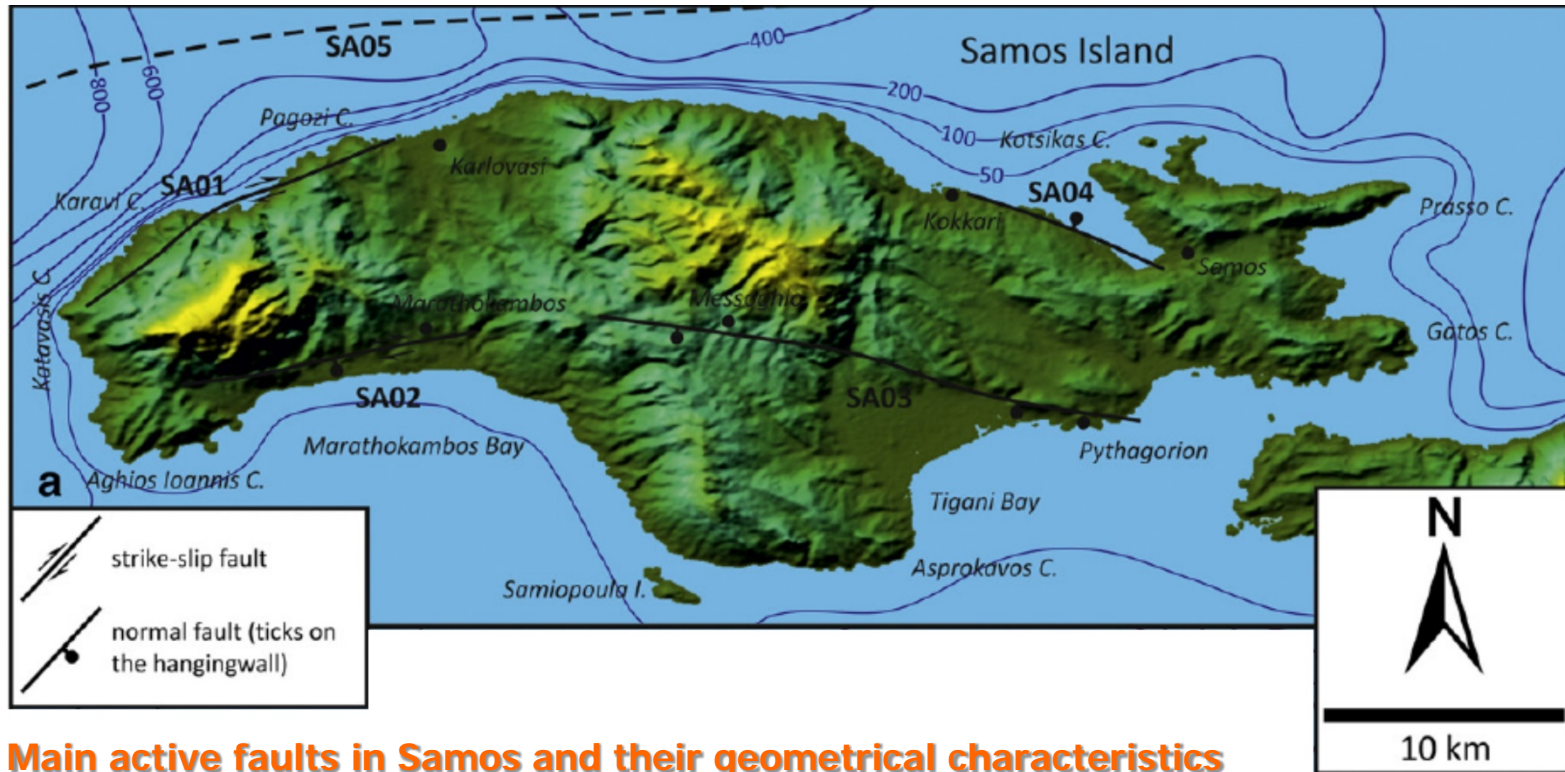 SA05
400
Samos Island
800
600
200
Pagozi C.
100
Kotsikas C.
Karlovasi
50
SA01
SA04
Karavi C.
Kokkari
Prasso C.
Samos
Katavasis C.
Marathokambos
Messoghia
Gatos C.
SA02
SA03
Marathokambos Bay
Pythagorion
a
Aghios Ioannis C.
Tigani Bay
Asprokavos C.
Samiopoula I.
strike-slip fault
normal fault (ticks on
the hangingwall)
N
10 km
Main active faults in Samos and their geometrical characteristics